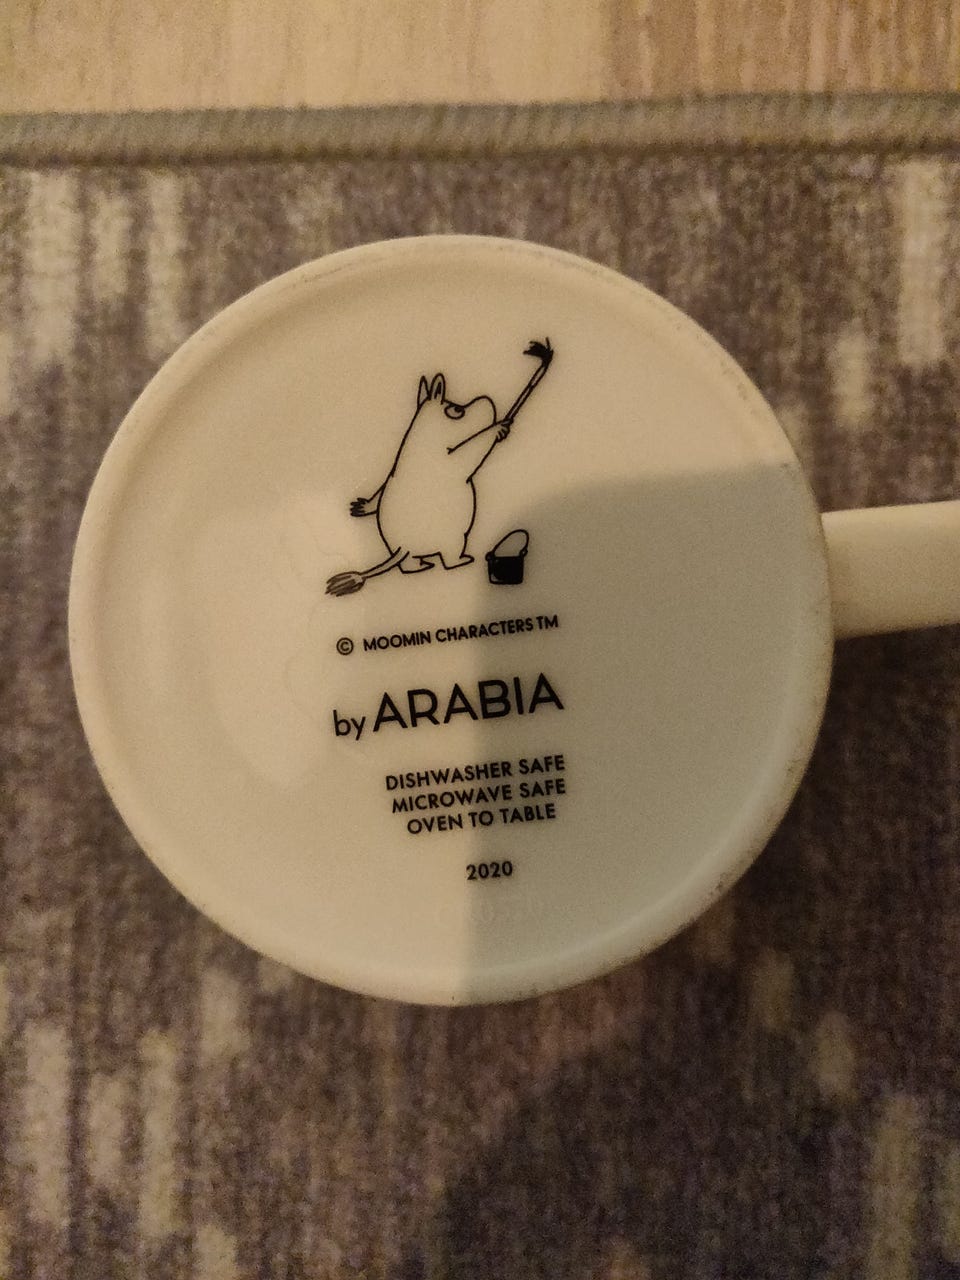 © MOOMIN CHARACTERS TM
by ARABIA
DISHWASHER SAFE
MICROWAVE SAFE
OVEN TO TABLE
2020